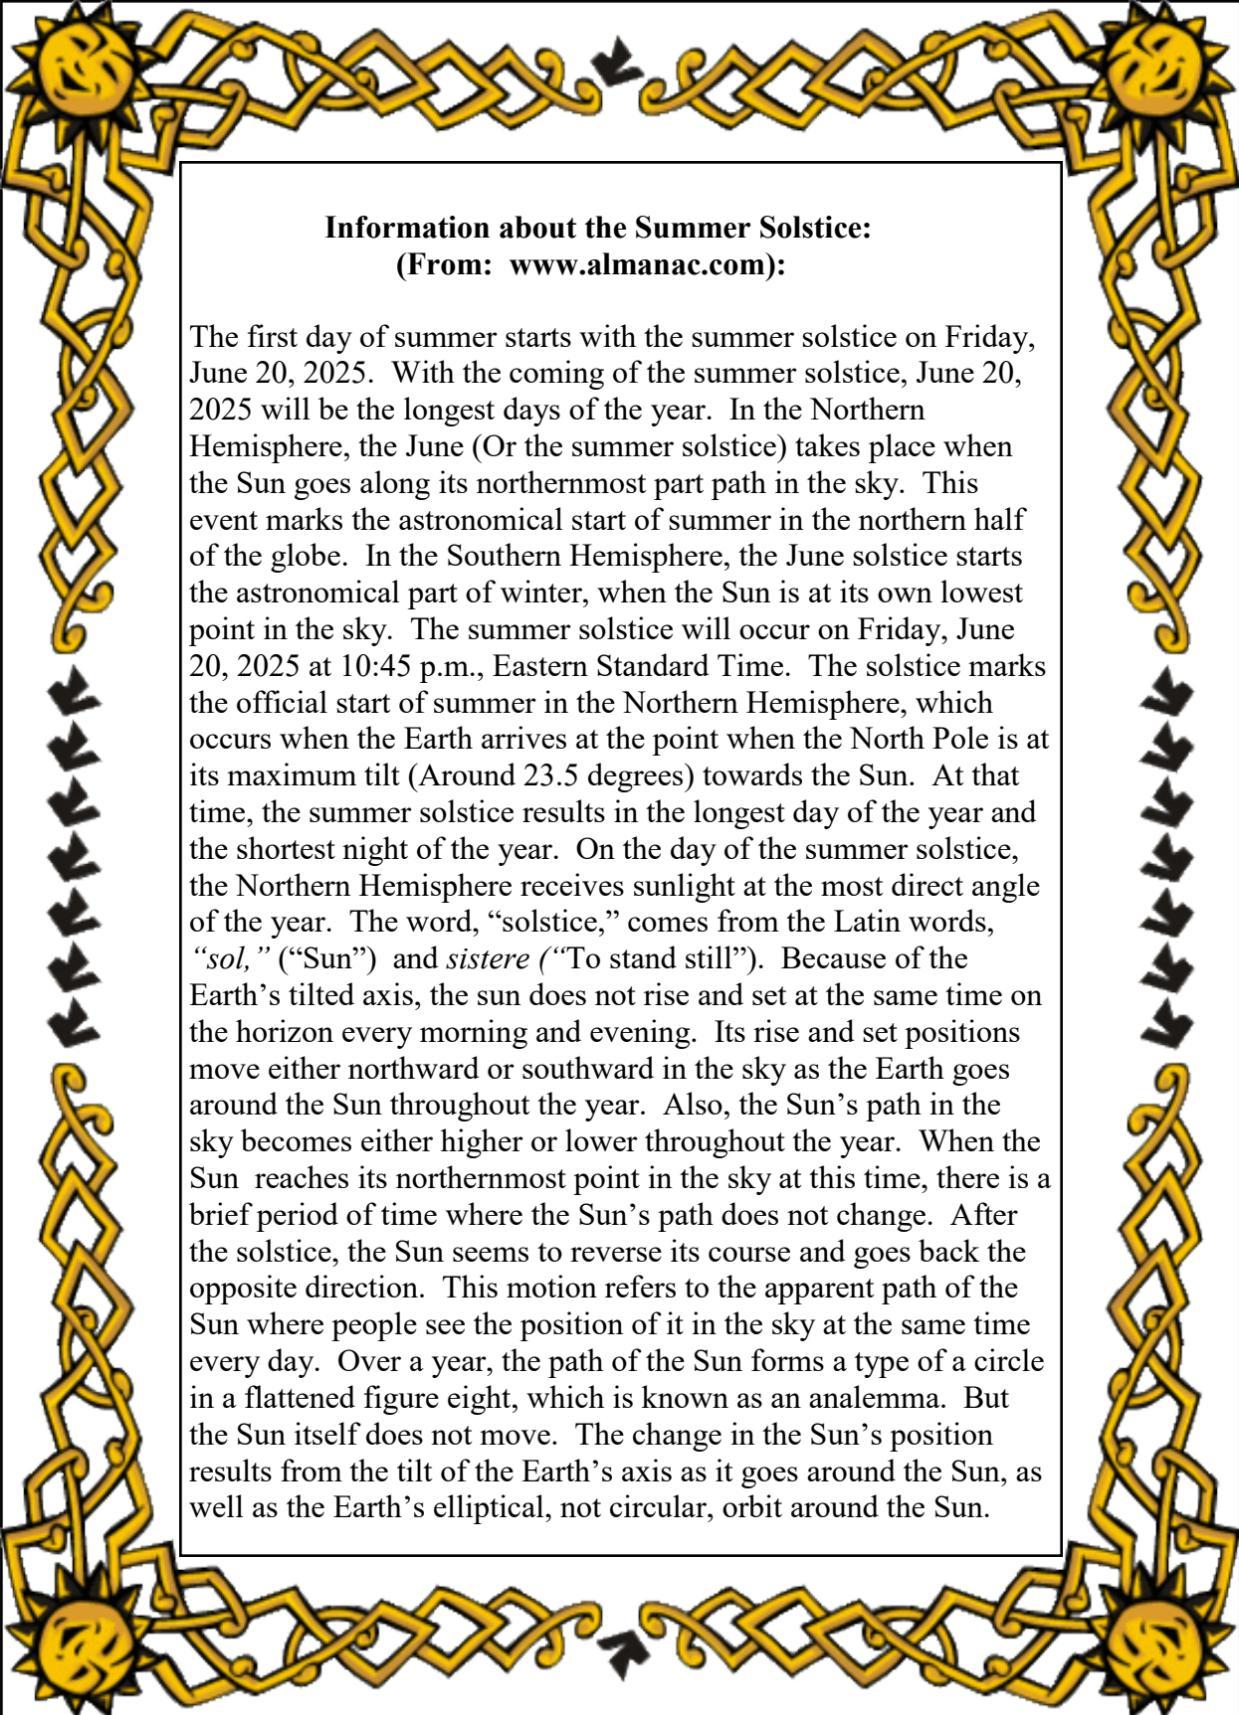 Information about the Summer Solstice:
(From:  www.almanac.com):
The first day of summer starts with the summer solstice on Friday,
June 20, 2025.  With the coming of the summer solstice, June 20,
2025 will be the longest days of the year.  In the Northern
Hemisphere, the June (Or the summer solstice) takes place when
the Sun goes along its northernmost part path in the sky.  This
event marks the astronomical start of summer in the northern half
of the globe.  In the Southern Hemisphere, the June solstice starts
the astronomical part of winter, when the Sun is at its own lowest
point in the sky.  The summer solstice will occur on Friday, June
20, 2025 at 10:45 p.m., Eastern Standard Time.  The solstice marks
the official start of summer in the Northern Hemisphere, which
occurs when the Earth arrives at the point when the North Pole is at
its maximum tilt (Around 23.5 degrees) towards the Sun.  At that
time, the summer solstice results in the longest day of the year and
the shortest night of the year.  On the day of the summer solstice,
the Northern Hemisphere receives sunlight at the most direct angle
of the year.  The word, “solstice,” comes from the Latin words,
“sol,” (“Sun”)  and sistere (“To stand still”).  Because of the
Earth’s tilted axis, the sun does not rise and set at the same time on
the horizon every morning and evening.  Its rise and set positions
move either northward or southward in the sky as the Earth goes
around the Sun throughout the year.  Also, the Sun’s path in the
sky becomes either higher or lower throughout the year.  When the
Sun  reaches its northernmost point in the sky at this time, there is a
brief period of time where the Sun’s path does not change.  After
the solstice, the Sun seems to reverse its course and goes back the
opposite direction.  This motion refers to the apparent path of the
Sun where people see the position of it in the sky at the same time
every day.  Over a year, the path of the Sun forms a type of a circle
in a flattened figure eight, which is known as an analemma.  But
the Sun itself does not move.  The change in the Sun’s position
results from the tilt of the Earth’s axis as it goes around the Sun, as
well as the Earth’s elliptical, not circular, orbit around the Sun.